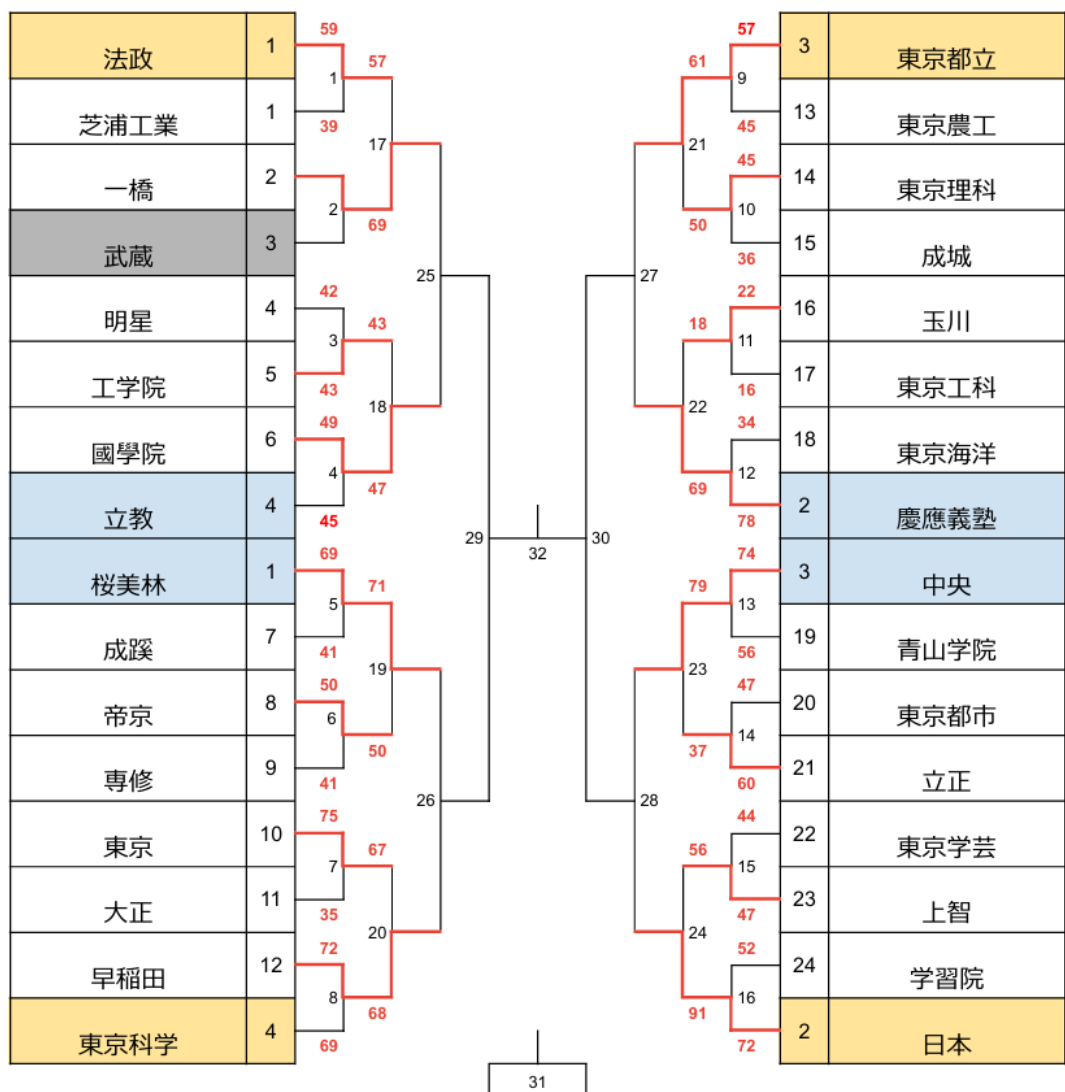 法政 1 59 57 61 57 3 東京都立
1 9
芝浦工業 1 39 17 21 45 13 東京農工
一橋 2 45 14 東京理科
2 69 50 10
武蔵 3 25 27 36 15 成城
明星 4 42 43 18 22 16 玉川
3 11
工学院 5 43 18 22 16 17 東京工科
國學院 6 49 34 18 東京海洋
4 47 69 12
立教 4 45 29 32 30 78 2 慶應義塾
桜美林 1 69 71 79 74 3 中央
5 13
成蹊 7 41 19 23 56 19 青山学院
帝京 8 50 47 20 東京都市
6 50 37 14
専修 9 41 26 28 60 21 立正
東京 10 75 67 56 44 22 東京学芸
7 15
大正 11 35 20 24 47 23 上智
早稲田 12 72 52 24 学習院
8 68 91 16
東京科学 4 69 31 72 2 日本